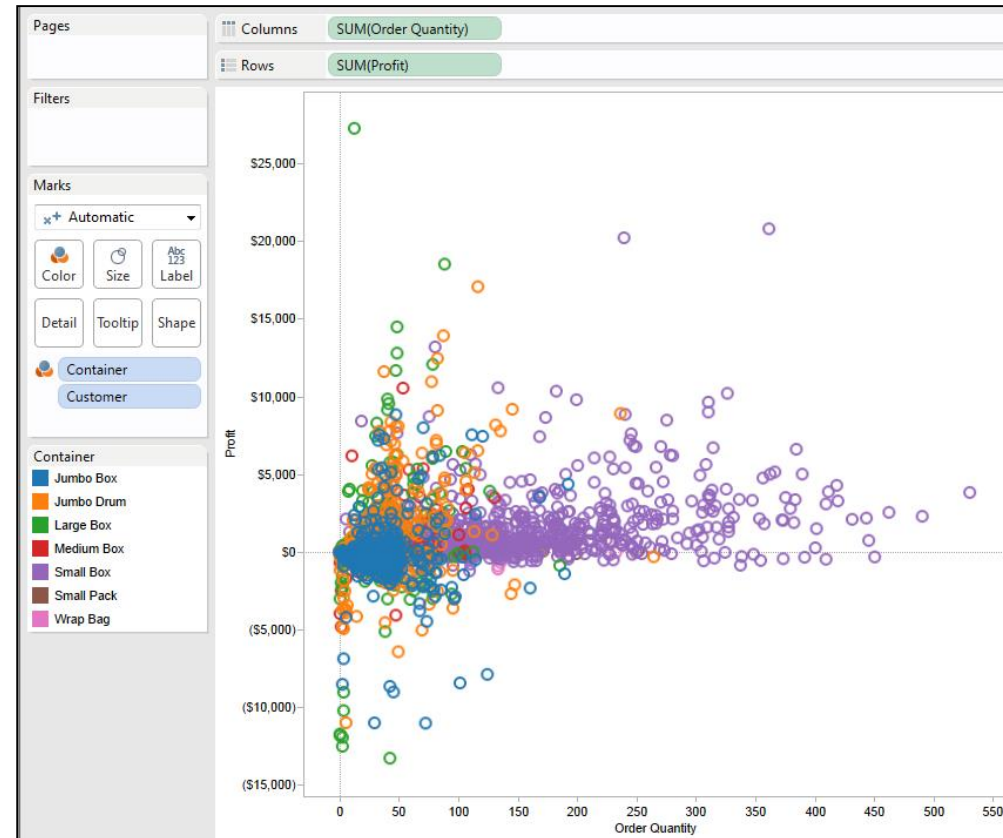 Pages
Columns
SUM(Order Quantity)
Rows
SUM(Profit)
Filters
Marks
Automatic
Color
Size
Abc
123
Label
Detail
Tooltip
Shape
Container
Customer
Container
Jumbo Box
Jumbo Drum
Large Box
Medium Box
Small Box
Small Pack
Wrap Bag
Profit
$25,000
$20,000
$15,000
$10,000
$5,000
$0
($5,000)
($10,000)
($15,000)
0 50 100 150 200 250 300 350 400 450 500 550
Order Quantity